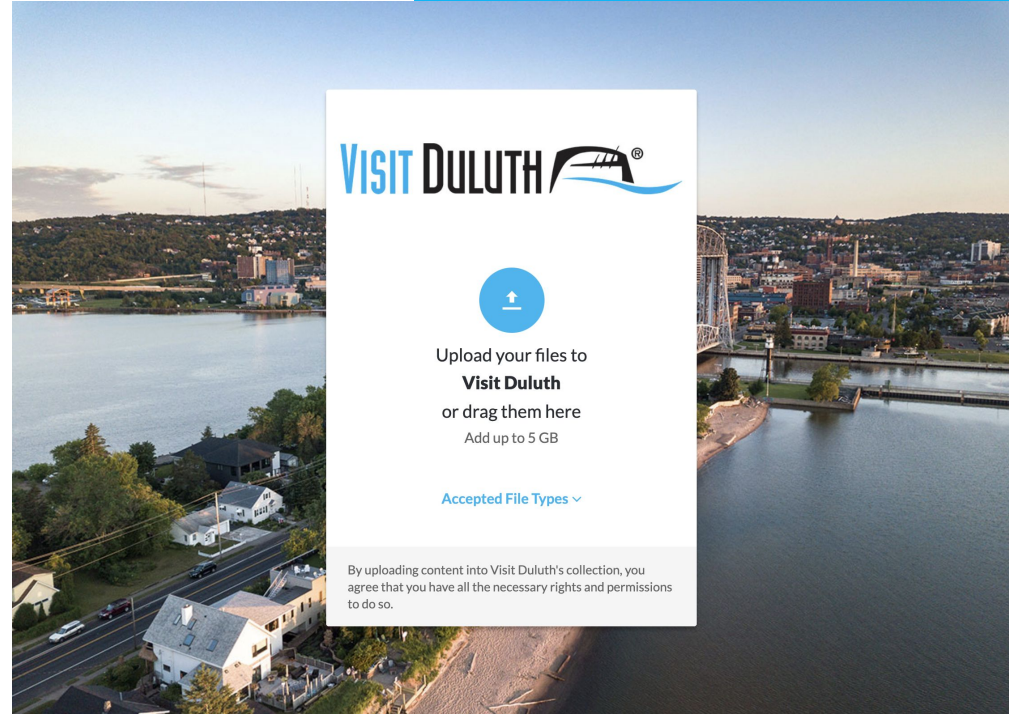 VISIT DULUTH ®
Upload your files to
Visit Duluth
or drag them here
Add up to 5 GB
Accepted File Types
By uploading content into Visit Duluth's collection, you
agree that you have all the necessary rights and permissions
to do so.